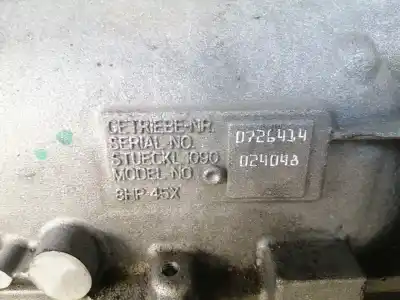 GETRIEBE-NR.
SERIAL NO. 0726414
STUECKL 1090 024048
MODEL NO
8HP-45X